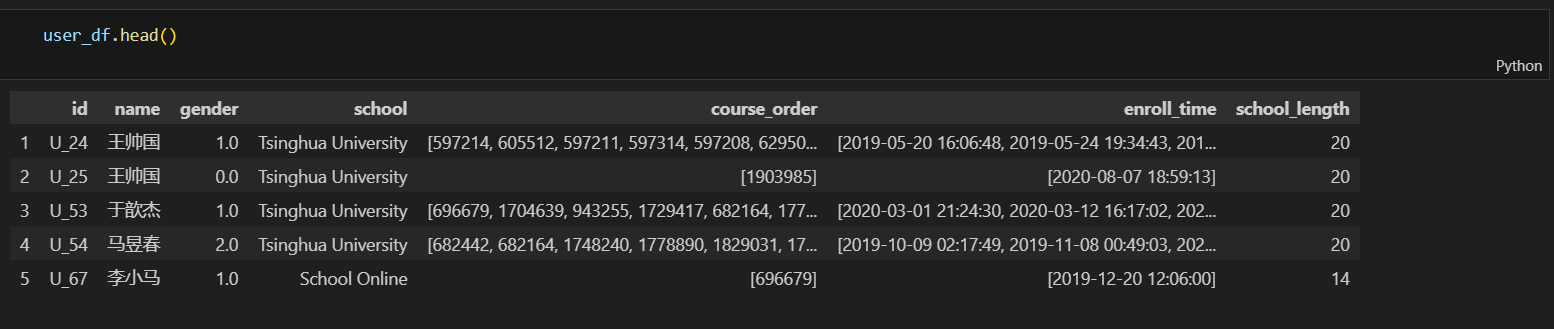 user_df.head()
Python
id name gender school course_order enroll_time school_length
1 U_24 王帅国 1.0 Tsinghua University [597214, 605512, 597211, 597314, 597208, 62950... [2019-05-20 16:06:48, 2019-05-24 19:34:43, 201... 20
2 U_25 王帅国 0.0 Tsinghua University [1903985] [2020-08-07 18:59:13] 20
3 U_53 于歆杰 1.0 Tsinghua University [696679, 1704639, 943255, 1729417, 682164, 177... [2020-03-01 21:24:30, 2020-03-12 16:17:02, 202... 20
4 U_54 马昱春 2.0 Tsinghua University [682442, 682164, 1748240, 1778890, 1829031, 17... [2019-10-09 02:17:49, 2019-11-08 00:49:03, 202... 20
5 U_67 李小马 1.0 School Online [696679] [2019-12-20 12:06:00] 14